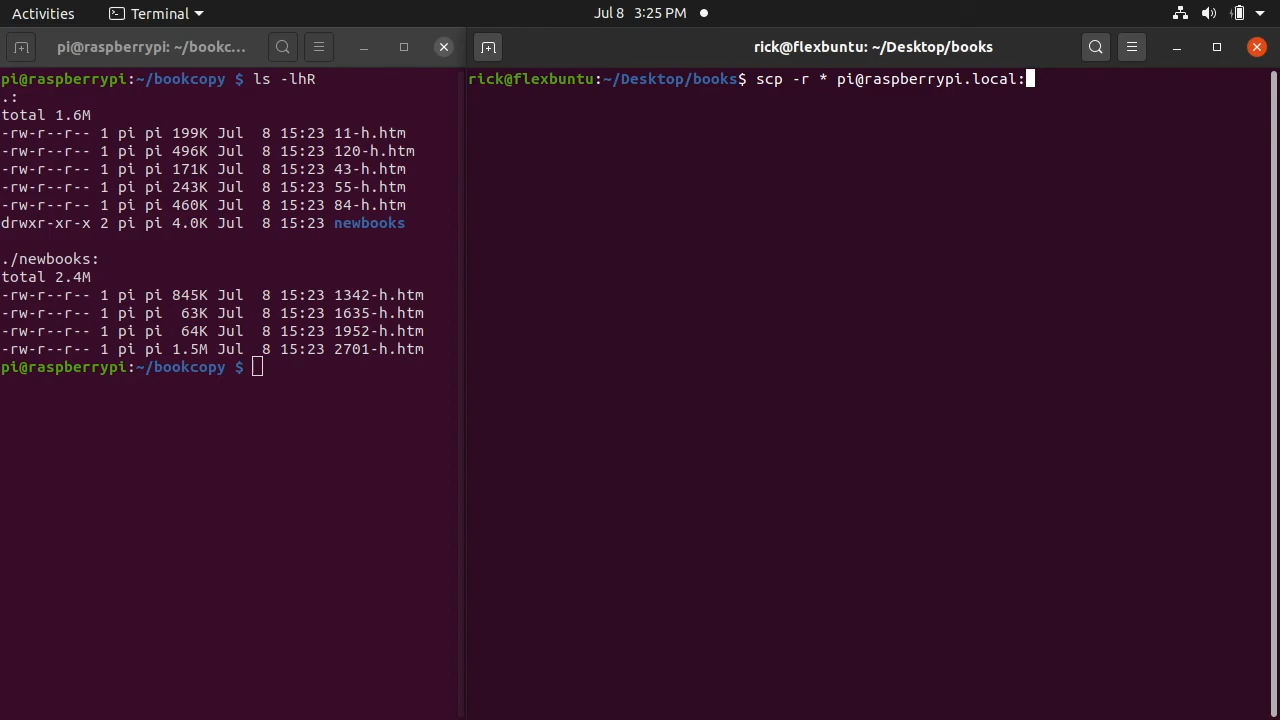 Activities Terminal Jul 8 3:25 PM
pi@raspberrypi: ~/bookc...
rick@flexbuntu: ~/Desktop/books
pi@raspberrypi:~/bookcopy $ ls -lhR
.:
total 1.6M
-rw-r--r-- 1 pi pi 199K Jul  8 15:23 11-h.htm
-rw-r--r-- 1 pi pi 496K Jul  8 15:23 120-h.htm
-rw-r--r-- 1 pi pi 171K Jul  8 15:23 43-h.htm
-rw-r--r-- 1 pi pi 243K Jul  8 15:23 55-h.htm
-rw-r--r-- 1 pi pi 460K Jul  8 15:23 84-h.htm
drwxr-xr-x 2 pi pi 4.0K Jul  8 15:23 newbooks
./newbooks:
total 2.4M
-rw-r--r-- 1 pi pi 845K Jul  8 15:23 1342-h.htm
-rw-r--r-- 1 pi pi  63K Jul  8 15:23 1635-h.htm
-rw-r--r-- 1 pi pi  64K Jul  8 15:23 1952-h.htm
-rw-r--r-- 1 pi pi 1.5M Jul  8 15:23 2701-h.htm
pi@raspberrypi:~/bookcopy $
rick@flexbuntu:~/Desktop/books$ scp -r * pi@raspberrypi.local: